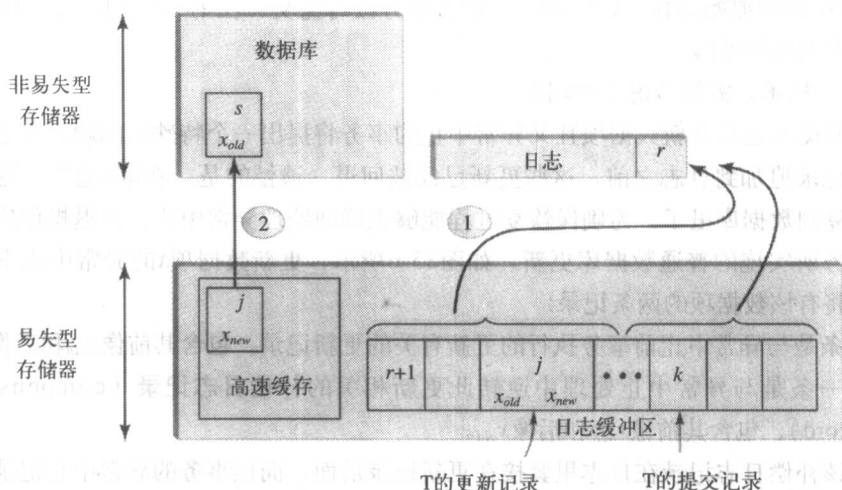 数据库
非易失型
存储器
s
x_old
日志
r
2
1
易失型
存储器
j
x_new
高速缓存
r+1
j
x_old
x_new
•••
k
日志缓冲区
T的更新记录
T的提交记录